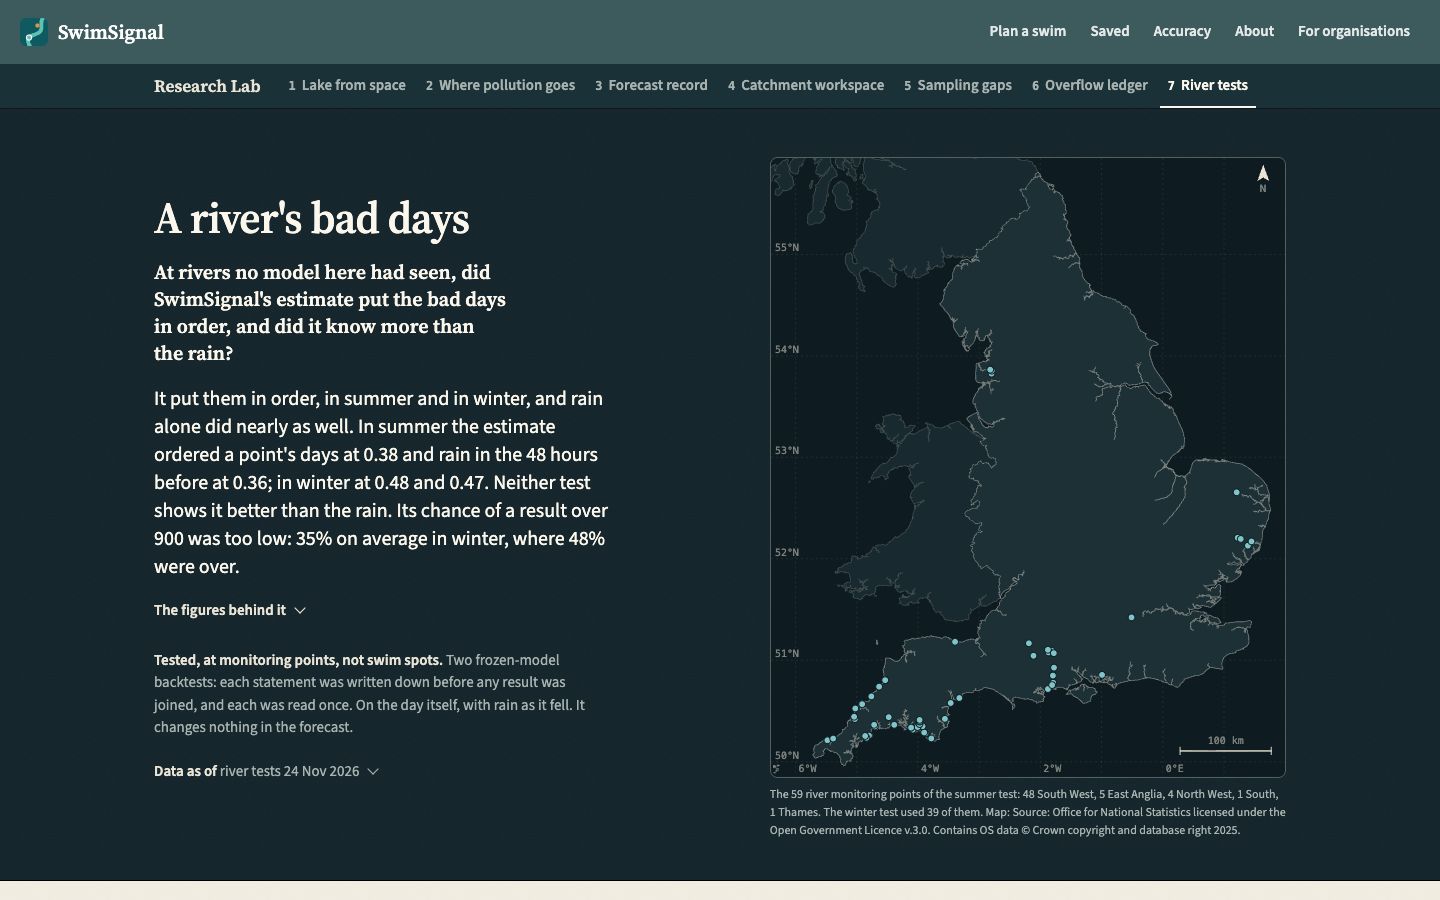 SwimSignal
Plan a swim
Saved
Accuracy
About
For organisations
Research Lab
1 Lake from space
2 Where pollution goes
3 Forecast record
4 Catchment workspace
5 Sampling gaps
6 Overflow ledger
7 River tests
A river's bad days
At rivers no model here had seen, did
SwimSignal's estimate put the bad days
in order, and did it know more than
the rain?
It put them in order, in summer and in winter, and rain
alone did nearly as well. In summer the estimate
ordered a point's days at 0.38 and rain in the 48 hours
before at 0.36; in winter at 0.48 and 0.47. Neither test
shows it better than the rain. Its chance of a result over
900 was too low: 35% on average in winter, where 48%
were over.
The figures behind it
Tested, at monitoring points, not swim spots. Two frozen-model
backtests: each statement was written down before any result was
joined, and each was read once. On the day itself, with rain as it fell. It
changes nothing in the forecast.
Data as of river tests 24 Nov 2026
N
55°N
54°N
53°N
52°N
51°N
50°N
6°W
4°W
2°W
0°E
100 km
The 59 river monitoring points of the summer test: 48 South West, 5 East Anglia, 4 North West, 1 South,
1 Thames. The winter test used 39 of them. Map: Source: Office for National Statistics licensed under the
Open Government Licence v.3.0. Contains OS data © Crown copyright and database right 2025.